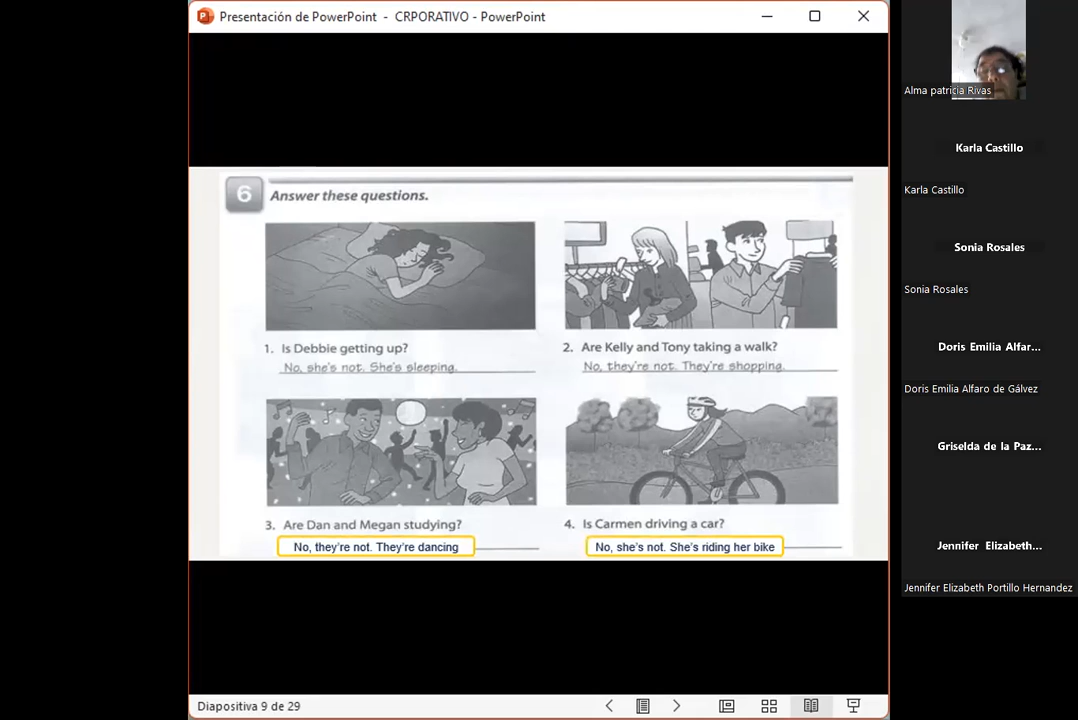 Presentación de PowerPoint - CRPORATIVO - PowerPoint
6 Answer these questions.
1. Is Debbie getting up?
No, she's not. She's sleeping.
2. Are Kelly and Tony taking a walk?
No, they're not. They're shopping.
3. Are Dan and Megan studying?
No, they're not. They're dancing
4. Is Carmen driving a car?
No, she's not. She's riding her bike
Diapositiva 9 de 29
Alma patricia Rivas
Karla Castillo
Karla Castillo
Sonia Rosales
Sonia Rosales
Doris Emilia Alfar...
Doris Emilia Alfaro de Gálvez
Griselda de la Paz...
Jennifer Elizabeth...
Jennifer Elizabeth Portillo Hernandez